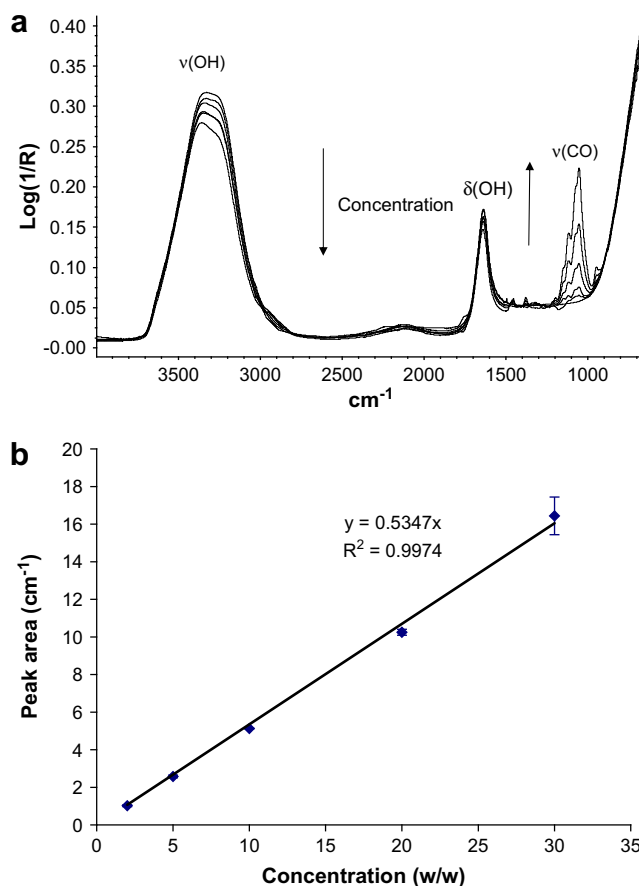 a
0.40
0.35
0.30
0.25
0.20
0.15
0.10
0.05
-0.00
Log(1/R)
ν(OH)
Concentration
δ(OH)
ν(CO)
3500 3000 2000 1500 1000
cm⁻¹
b
20
18
16
14
12
10
8
6
4
2
0
Peak area (cm⁻¹)
y = 0.5347x
R² = 0.9974
0 5 10 15 20 25 30 35
Concentration (w/w)